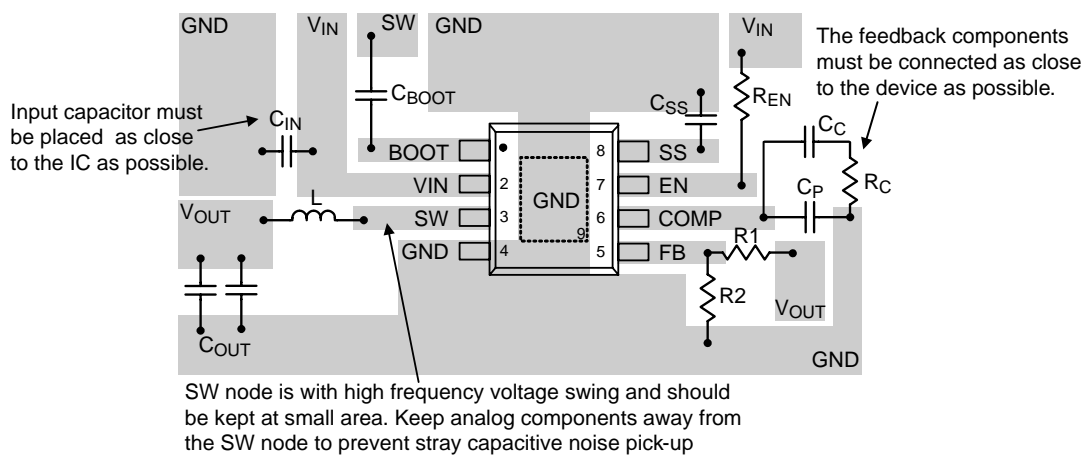 GND
VIN
SW
GND
VIN
The feedback components
must be connected as close
to the device as possible.
Input capacitor must
be placed as close
to the IC as possible.
CIN
CBOOT
CSS
REN
CC
RC
CP
BOOT
VIN
SW
GND
2
3
4
GND
9
8
7
6
5
SS
EN
COMP
FB
L
VOUT
COUT
R1
R2
VOUT
GND
SW node is with high frequency voltage swing and should
be kept at small area. Keep analog components away from
the SW node to prevent stray capacitive noise pick-up